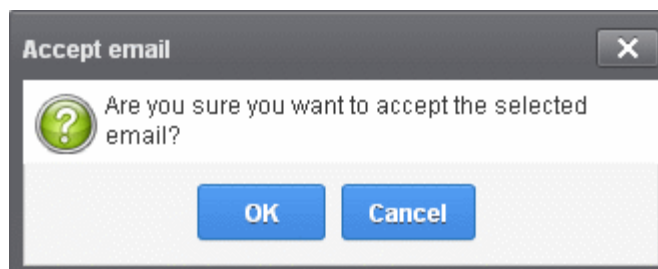 Accept email
Are you sure you want to accept the selected
email?
OK
Cancel